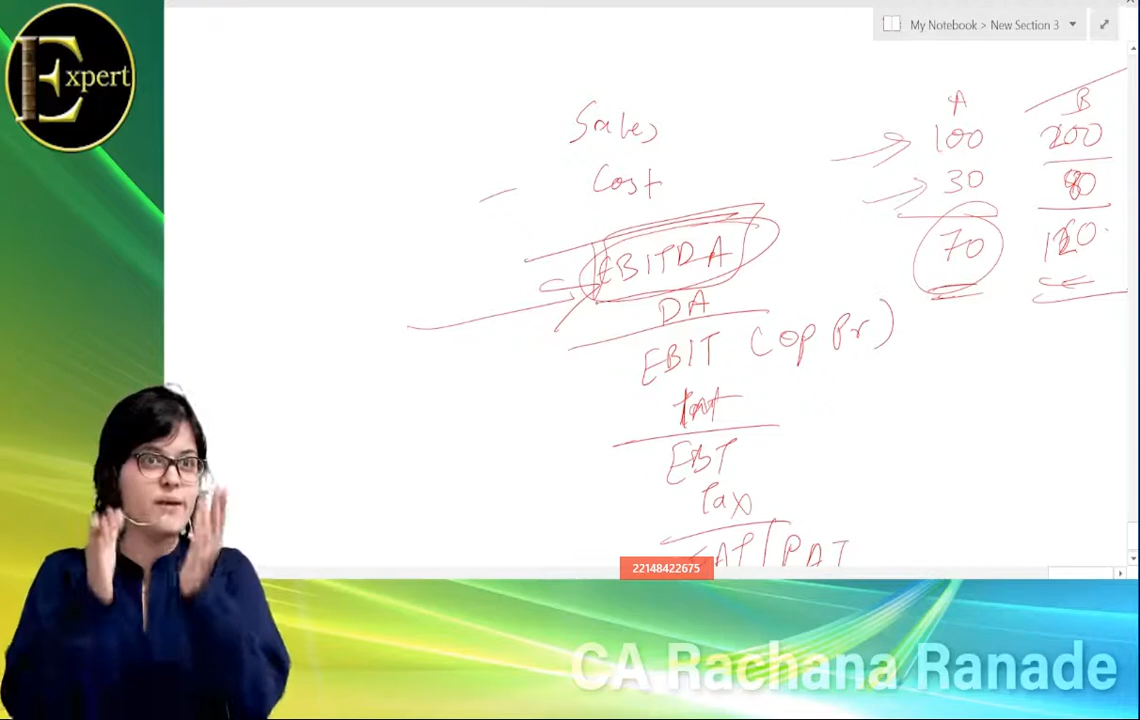 Expert
My Notebook > New Section 3
A B
Sales 100 200
Cost 30 80
EBITDA 70 120
DA
EBIT (op pr)
Int
EBT
Tax
EAT / PAT
22148422675
CA Rachana Ranade